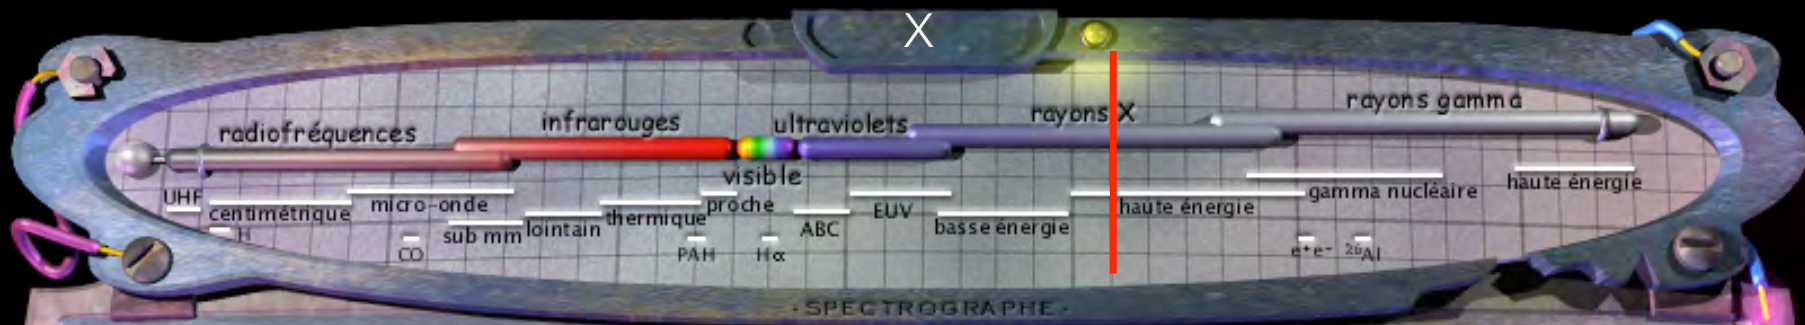 X
rayons gamma
rayons X
infrarouges
ultraviolets
radiofréquences
visible
haute énergie
gamma nucléaire
UHF
micro-onde
proche
haute énergie
centimétrique
thermique
EUV
basse énergie
lointain
ABC
sub mm
H
CO
PAH
Hα
e⁺e⁻
²⁶Al
·SPECTROGRAPHE·